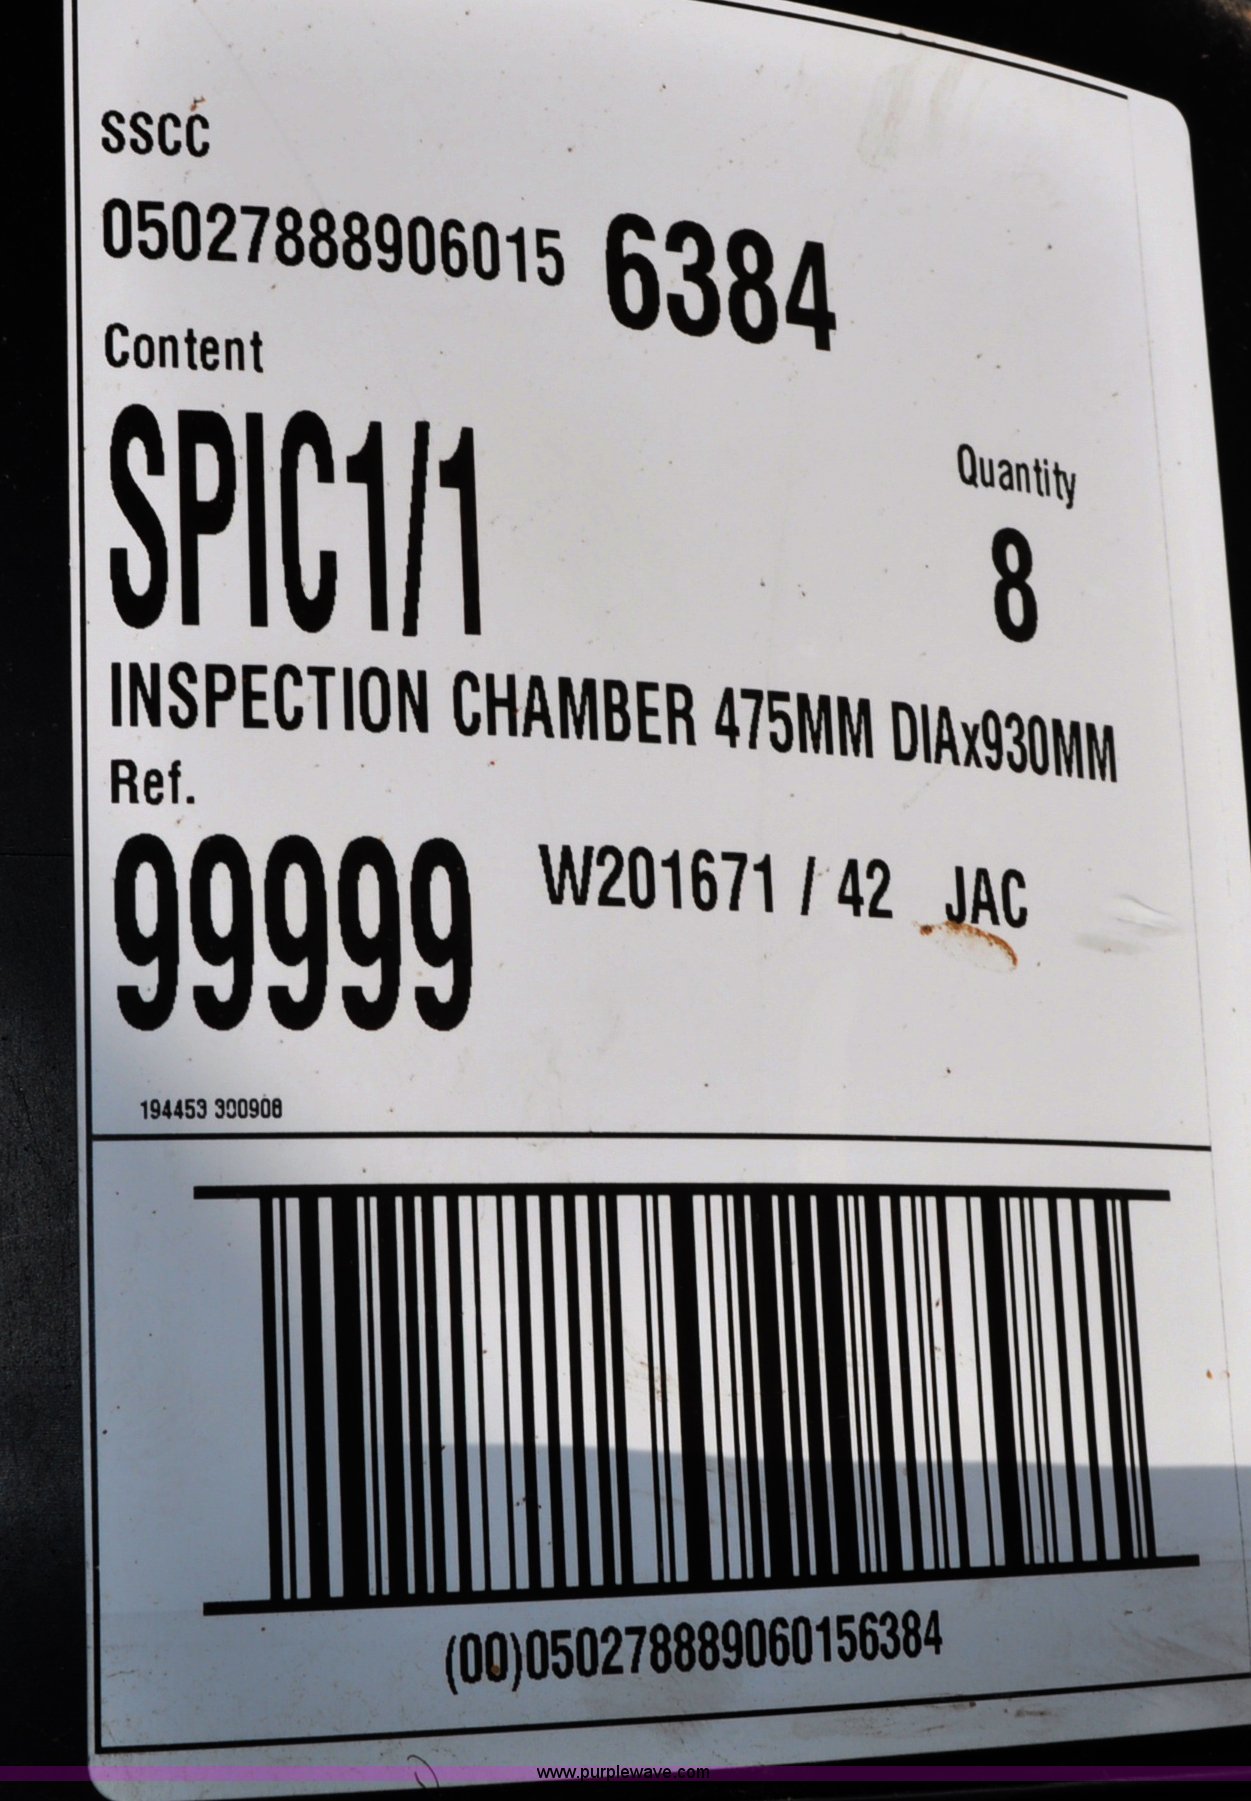 SSCC
05027888906015 6384
Content
SPIC1/1
Quantity
8
INSPECTION CHAMBER 475MM DIAx930MM
Ref.
99999 W201671 / 42 JAC
194453 300908
(00)050278889060156384
www.purplewave.com